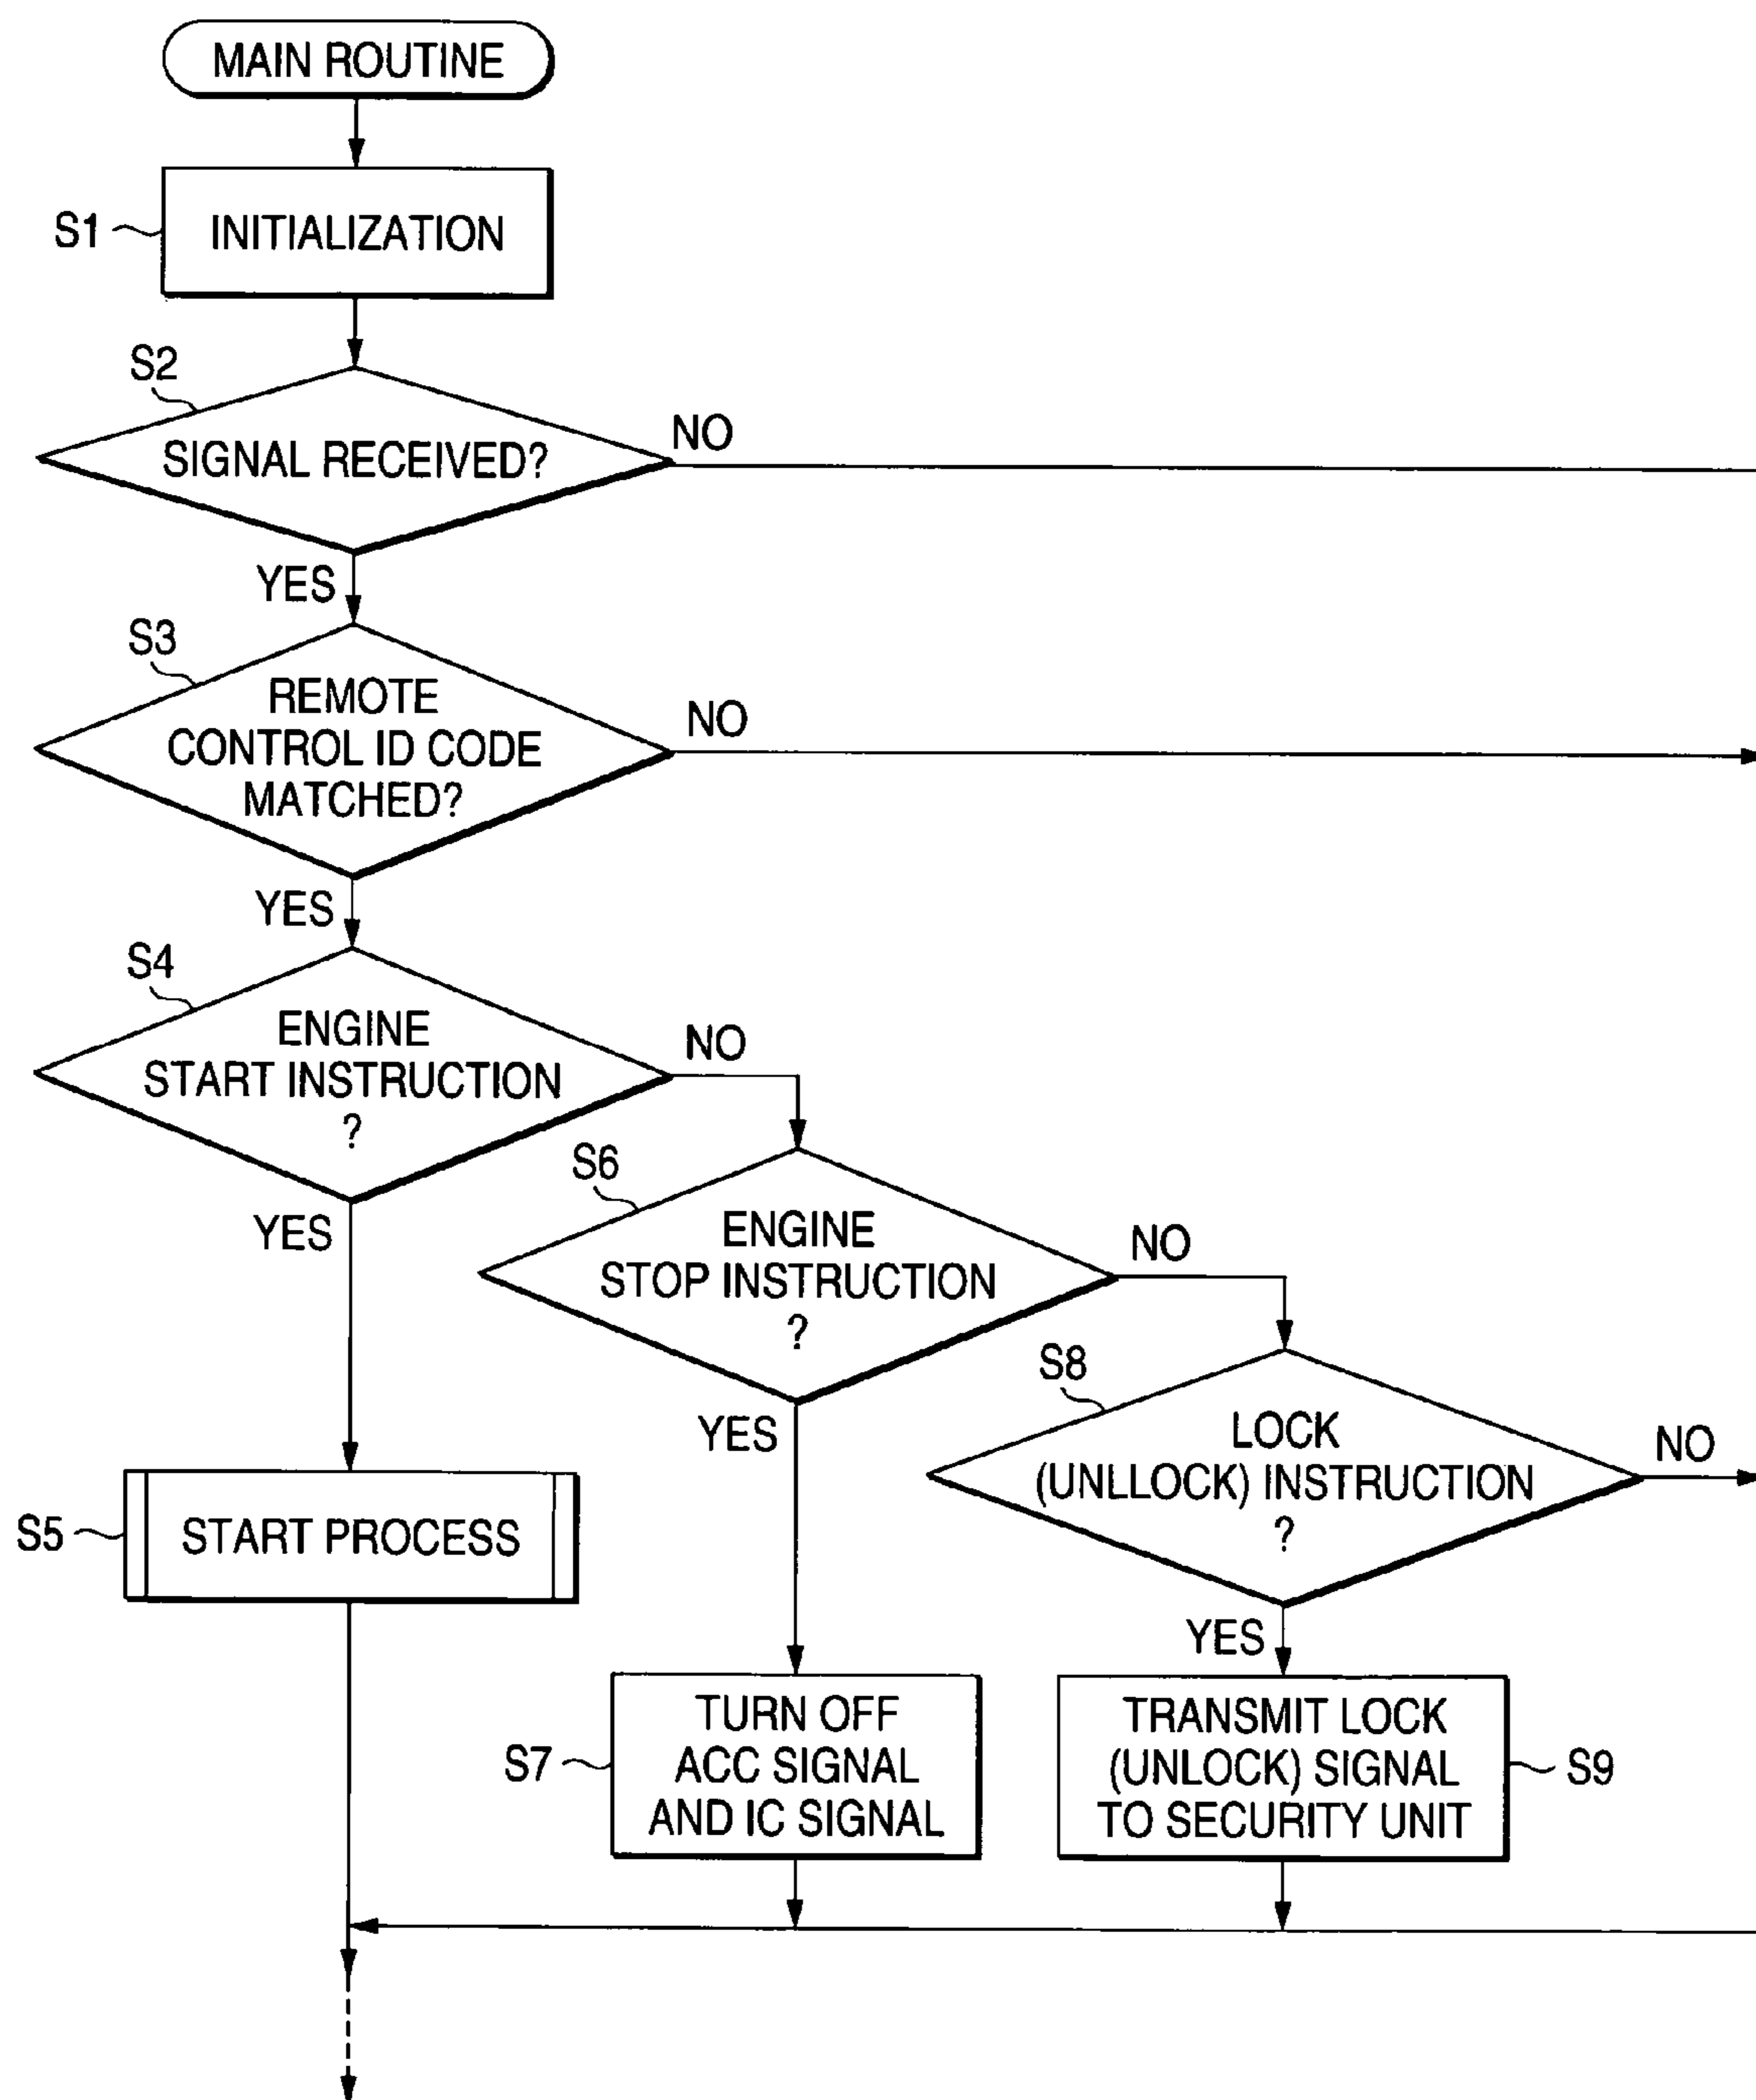 MAIN ROUTINE
S1
INITIALIZATION
S2
SIGNAL RECEIVED?
NO
YES
S3
REMOTE
CONTROL ID CODE
MATCHED?
NO
YES
S4
ENGINE
START INSTRUCTION
?
NO
YES
S6
ENGINE
STOP INSTRUCTION
?
NO
YES
S8
LOCK
(UNLLOCK) INSTRUCTION
?
NO
YES
S5
START PROCESS
S7
TURN OFF
ACC SIGNAL
AND IC SIGNAL
TRANSMIT LOCK
(UNLOCK) SIGNAL
TO SECURITY UNIT
S9